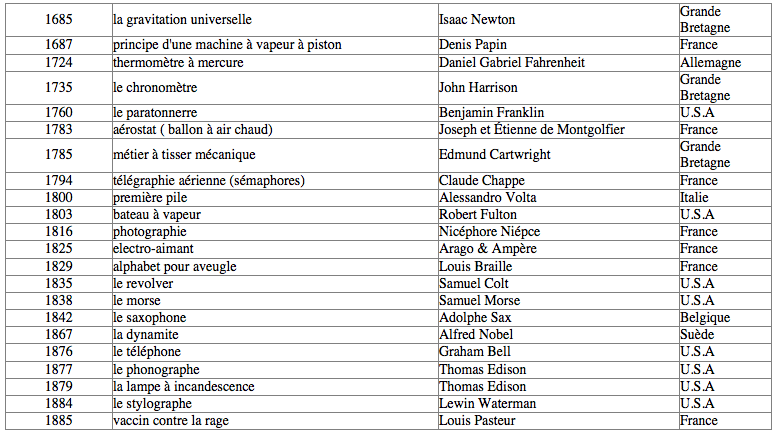 1685 la gravitation universelle Isaac Newton Grande Bretagne
1687 principe d'une machine à vapeur à piston Denis Papin France
1724 thermomètre à mercure Daniel Gabriel Fahrenheit Allemagne
1735 le chronomètre John Harrison Grande Bretagne
1760 le paratonnerre Benjamin Franklin U.S.A
1783 aérostat ( ballon à air chaud) Joseph et Étienne de Montgolfier France
1785 métier à tisser mécanique Edmund Cartwright Grande Bretagne
1794 télégraphie aérienne (sémaphores) Claude Chappe France
1800 première pile Alessandro Volta Italie
1803 bateau à vapeur Robert Fulton U.S.A
1816 photographie Nicéphore Niépce France
1825 electro-aimant Arago & Ampère France
1829 alphabet pour aveugle Louis Braille France
1835 le revolver Samuel Colt U.S.A
1838 le morse Samuel Morse U.S.A
1842 le saxophone Adolphe Sax Belgique
1867 la dynamite Alfred Nobel Suède
1876 le téléphone Graham Bell U.S.A
1877 le phonographe Thomas Edison U.S.A
1879 la lampe à incandescence Thomas Edison U.S.A
1884 le stylographe Lewin Waterman U.S.A
1885 vaccin contre la rage Louis Pasteur France